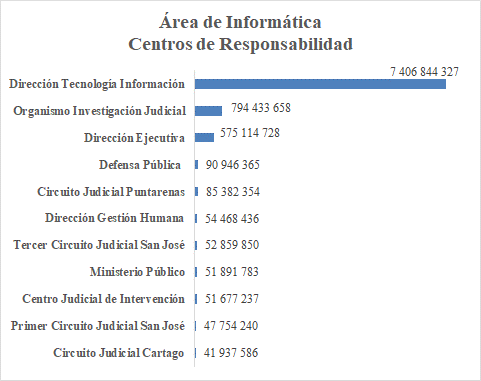 Área de Informática
Centros de Responsabilidad
Dirección Tecnología Información 7 406 844 327
Organismo Investigación Judicial 794 433 658
Dirección Ejecutiva 575 114 728
Defensa Pública 90 946 365
Circuito Judicial Puntarenas 85 382 354
Dirección Gestión Humana 54 468 436
Tercer Circuito Judicial San José 52 859 850
Ministerio Público 51 891 783
Centro Judicial de Intervención 51 677 237
Primer Circuito Judicial San José 47 754 240
Circuito Judicial Cartago 41 937 586